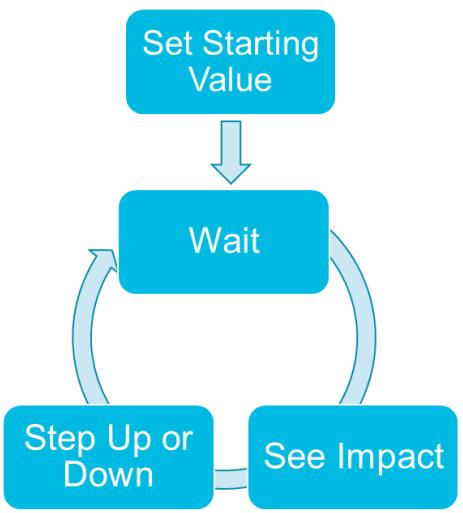 Set Starting
Value
Wait
Step Up or
Down
See Impact